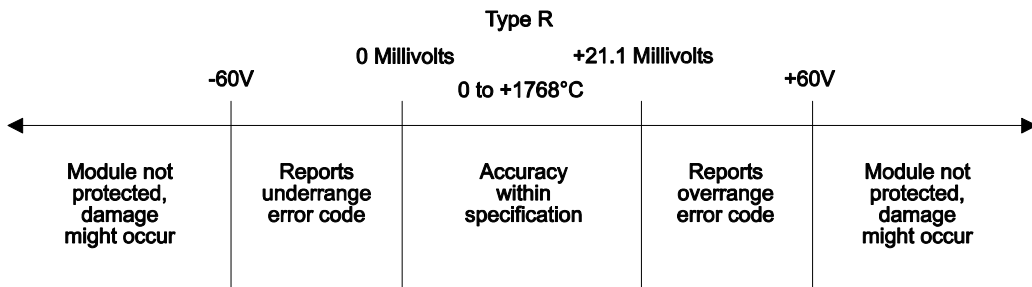 Type R
0 Millivolts
+21.1 Millivolts
-60V
0 to +1768°C
+60V
Module not
protected,
damage
might occur
Reports
underrange
error code
Accuracy
within
specification
Reports
overrange
error code
Module not
protected,
damage
might occur